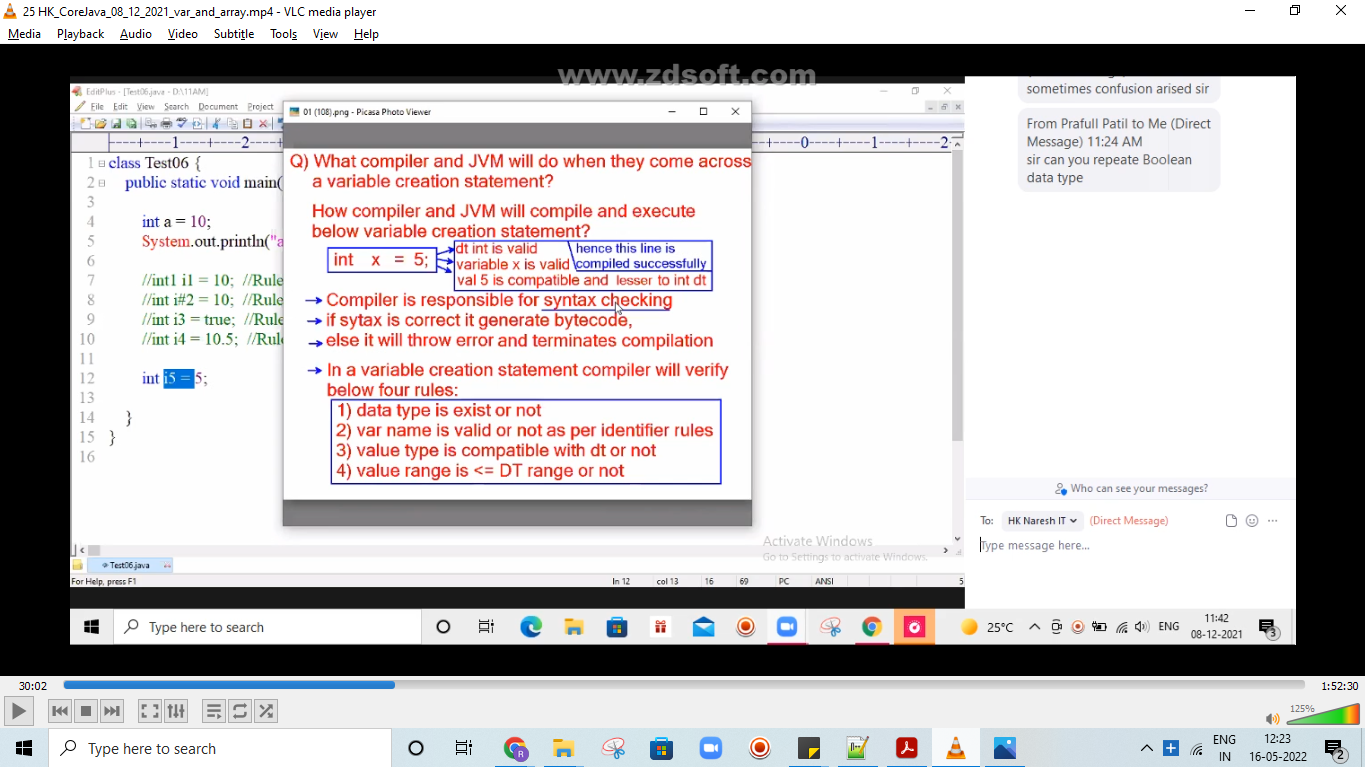 25 HK_CoreJava_08_12_2021_var_and_array.mp4 - VLC media player
Media Playback Audio Video Subtitle Tools View Help
www.zdsoft.com
EditPlus - [Test06.java - D:\11AM]
File Edit View Search Document Project
01 (108).png - Picasa Photo Viewer
----+----1----+----2---
--0----+----1----+----2
1 class Test06 {
2 public static void main(
3
4 int a = 10;
5 System.out.println("a
6
7 //int1 i1 = 10; //Rule
8 //int i#2 = 10; //Rule
9 //int i3 = true; //Rule
10 //int i4 = 10.5; //Rul
11
12 int i5 = 5;
13
14 }
15 }
16
Q) What compiler and JVM will do when they come across
a variable creation statement?
How compiler and JVM will compile and execute
below variable creation statement?
int x = 5;
dt int is valid
variable x is valid
val 5 is compatible and lesser to int dt
hence this line is
compiled successfully
Compiler is responsible for syntax checking
if sytax is correct it generate bytecode,
else it will throw error and terminates compilation
In a variable creation statement compiler will verify
below four rules:
1) data type is exist or not
2) var name is valid or not as per identifier rules
3) value type is compatible with dt or not
4) value range is <= DT range or not
Activate Windows
Go to Settings to activate Windows.
Test06.java
For Help, press F1
ln 12 col 13 16 69 PC ANSI 5
sometimes confusion arised sir
From Prafull Patil to Me (Direct
Message) 11:24 AM
sir can you repeate Boolean
data type
Who can see your messages?
To: HK Naresh IT (Direct Message)
Type message here...
Type here to search
25°C
ENG
11:42
08-12-2021
3
30:02
1:52:30
125%
Type here to search
ENG
IN
12:23
16-05-2022
2